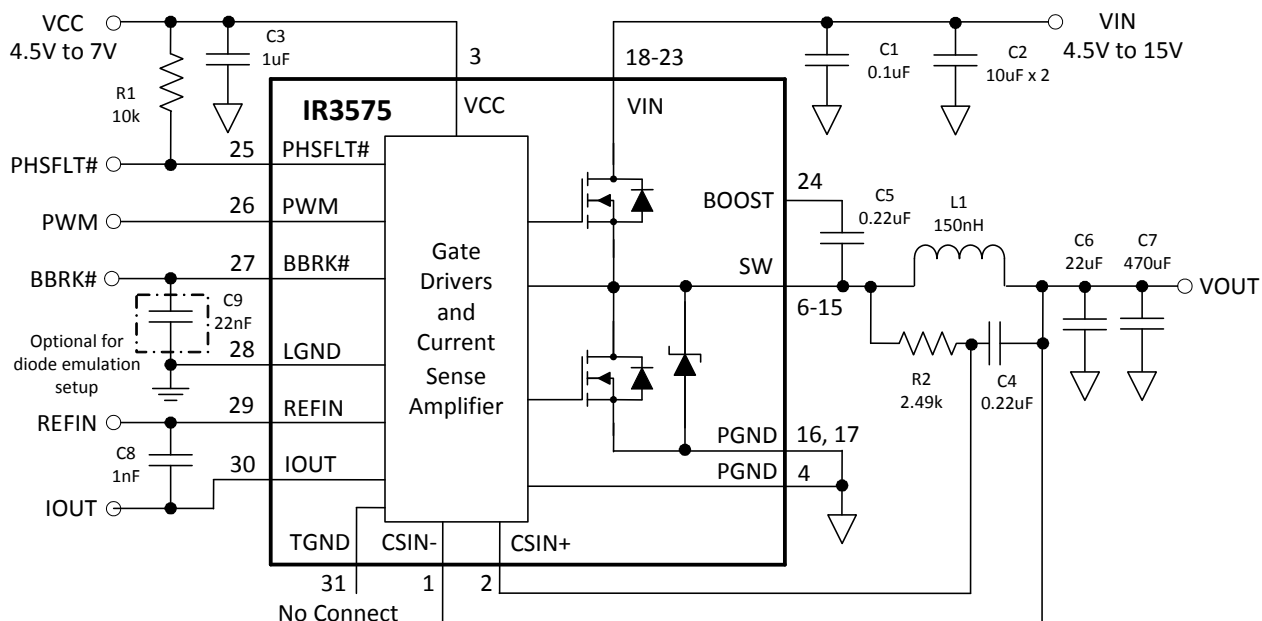 VCC
4.5V to 7V
C3
1uF
R1
10k
3
18-23
C1
0.1uF
C2
10uF x 2
VIN
4.5V to 15V
IR3575
VCC
VIN
PHSFLT#
25
PHSFLT#
PWM
26
PWM
BBRK#
27
BBRK#
C9
22nF
Optional for
diode emulation
setup
28
LGND
REFIN
29
REFIN
C8
1nF
30
IOUT
IOUT
Gate
Drivers
and
Current
Sense
Amplifier
BOOST
24
C5
0.22uF
L1
150nH
C6
22uF
C7
470uF
VOUT
SW
6-15
R2
2.49k
C4
0.22uF
PGND
16, 17
PGND
4
TGND
CSIN-
CSIN+
31
1
2
No Connect